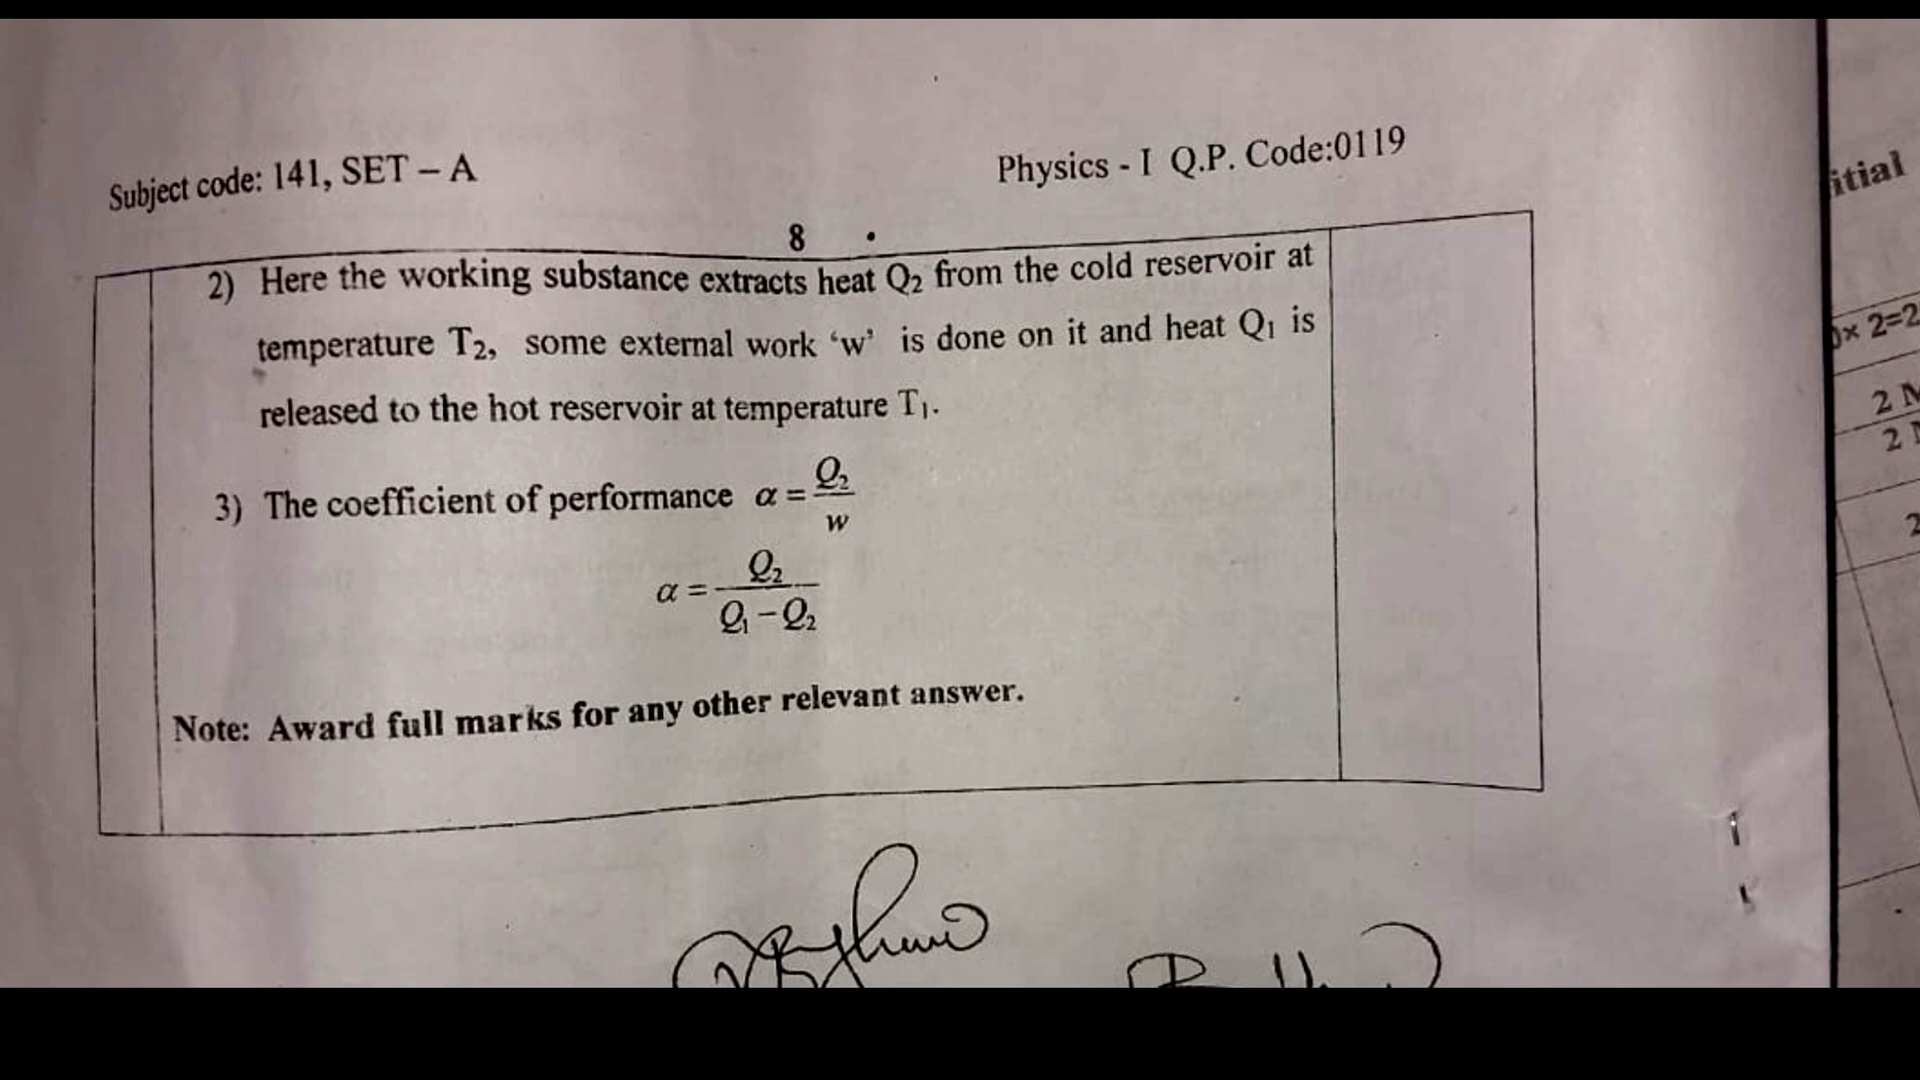 Subject code: 141, SET – A
Physics - I Q.P. Code:0119
8
2) Here the working substance extracts heat Q₂ from the cold reservoir at
temperature T₂, some external work ‘w’ is done on it and heat Q₁ is
released to the hot reservoir at temperature T₁.
3) The coefficient of performance α = Q₂/w
α = Q₂/(Q₁ – Q₂)
Note: Award full marks for any other relevant answer.
itial
× 2=2
2
2
2